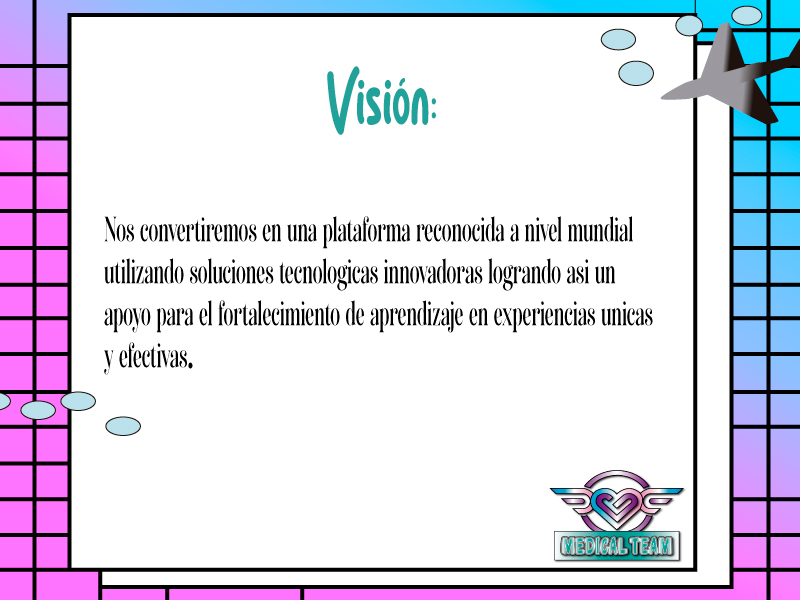 Visión:
Nos convertiremos en una plataforma reconocida a nivel mundial
utilizando soluciones tecnologicas innovadoras logrando asi un
apoyo para el fortalecimiento de aprendizaje en experiencias unicas
y efectivas.
MEDICAL TEAM